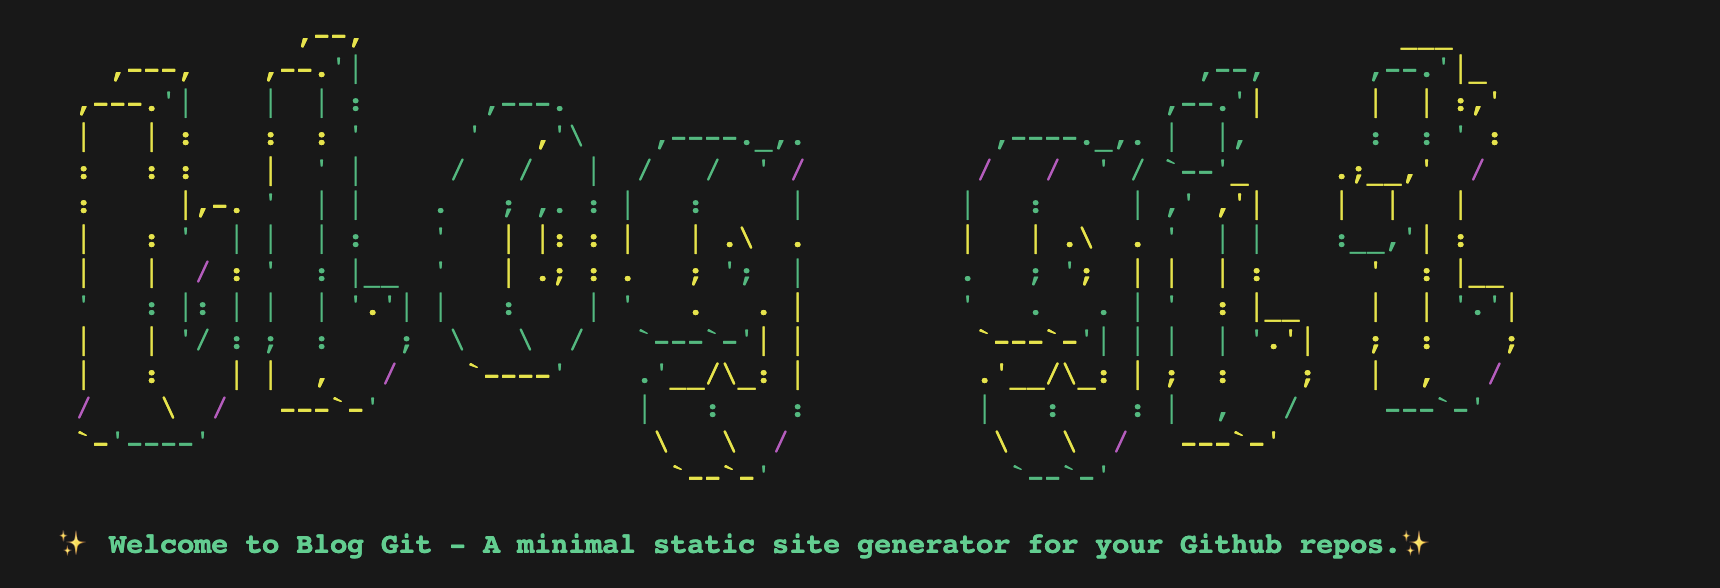 blog git
✨ Welcome to Blog Git - A minimal static site generator for your Github repos.✨